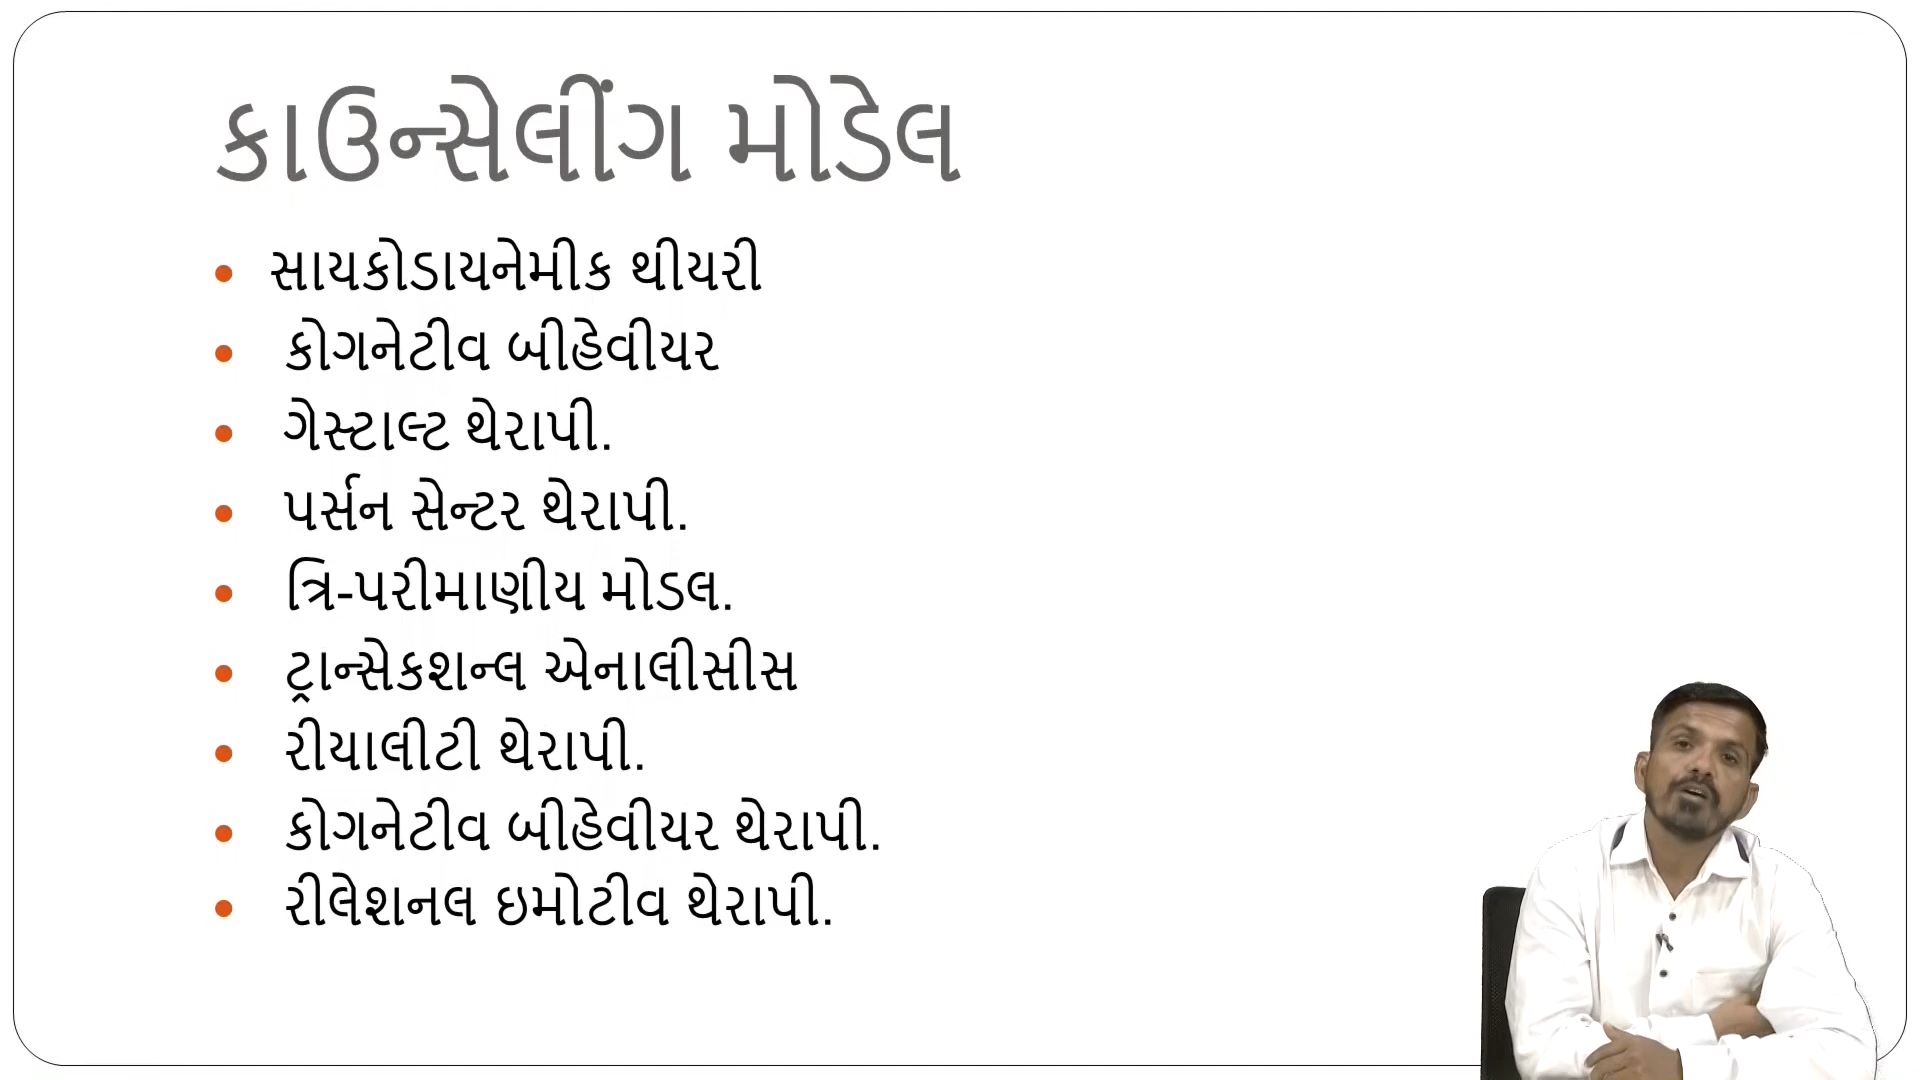 કાઉન્સેલીંગ મોડેલ
• સાયકોડાયનેમીક થીયરી
• કોગનેટીવ બીહેવીયર
• ગેસ્ટાલ્ટ થેરાપી.
• પર્સન સેન્ટર થેરાપી.
• ત્રિ-પરીમાણીય મોડલ.
• ટ્રાન્સેકશન્લ એનાલીસીસ
• રીયાલીટી થેરાપી.
• કોગનેટીવ બીહેવીયર થેરાપી.
• રીલેશનલ ઇમોટીવ થેરાપી.